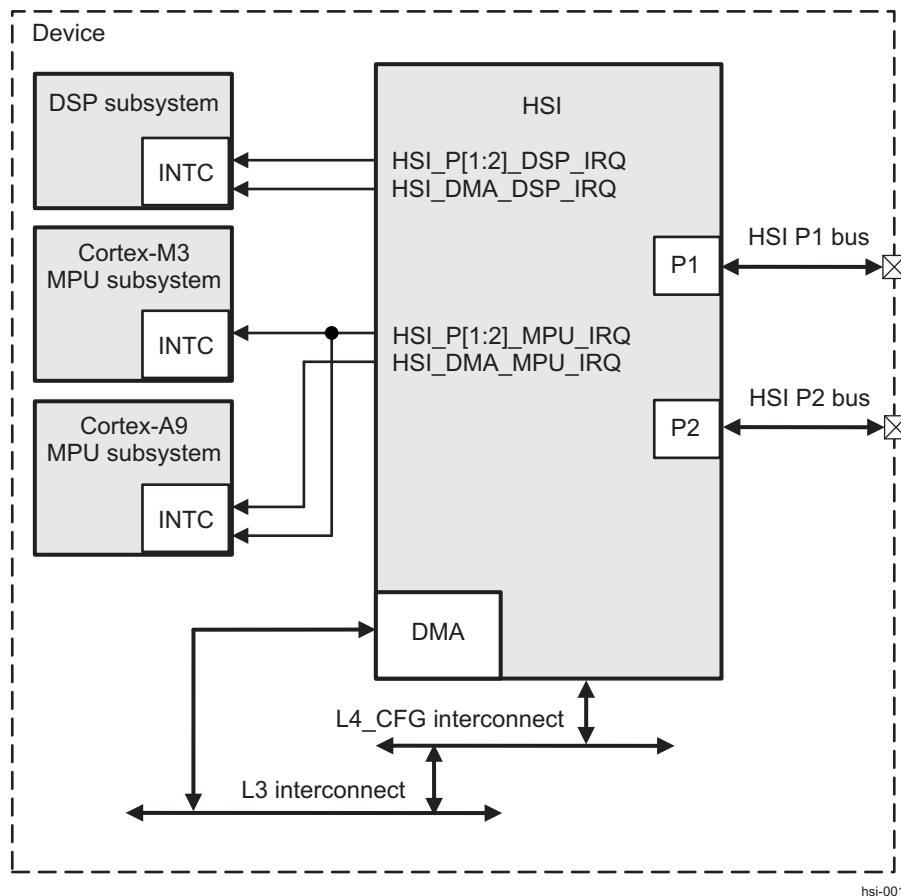 Device
DSP subsystem
INTC
HSI
HSI_P[1:2]_DSP_IRQ
HSI_DMA_DSP_IRQ
Cortex-M3
MPU subsystem
INTC
P1
HSI P1 bus
HSI_P[1:2]_MPU_IRQ
HSI_DMA_MPU_IRQ
Cortex-A9
MPU subsystem
INTC
P2
HSI P2 bus
DMA
L4_CFG interconnect
L3 interconnect
hsi-001